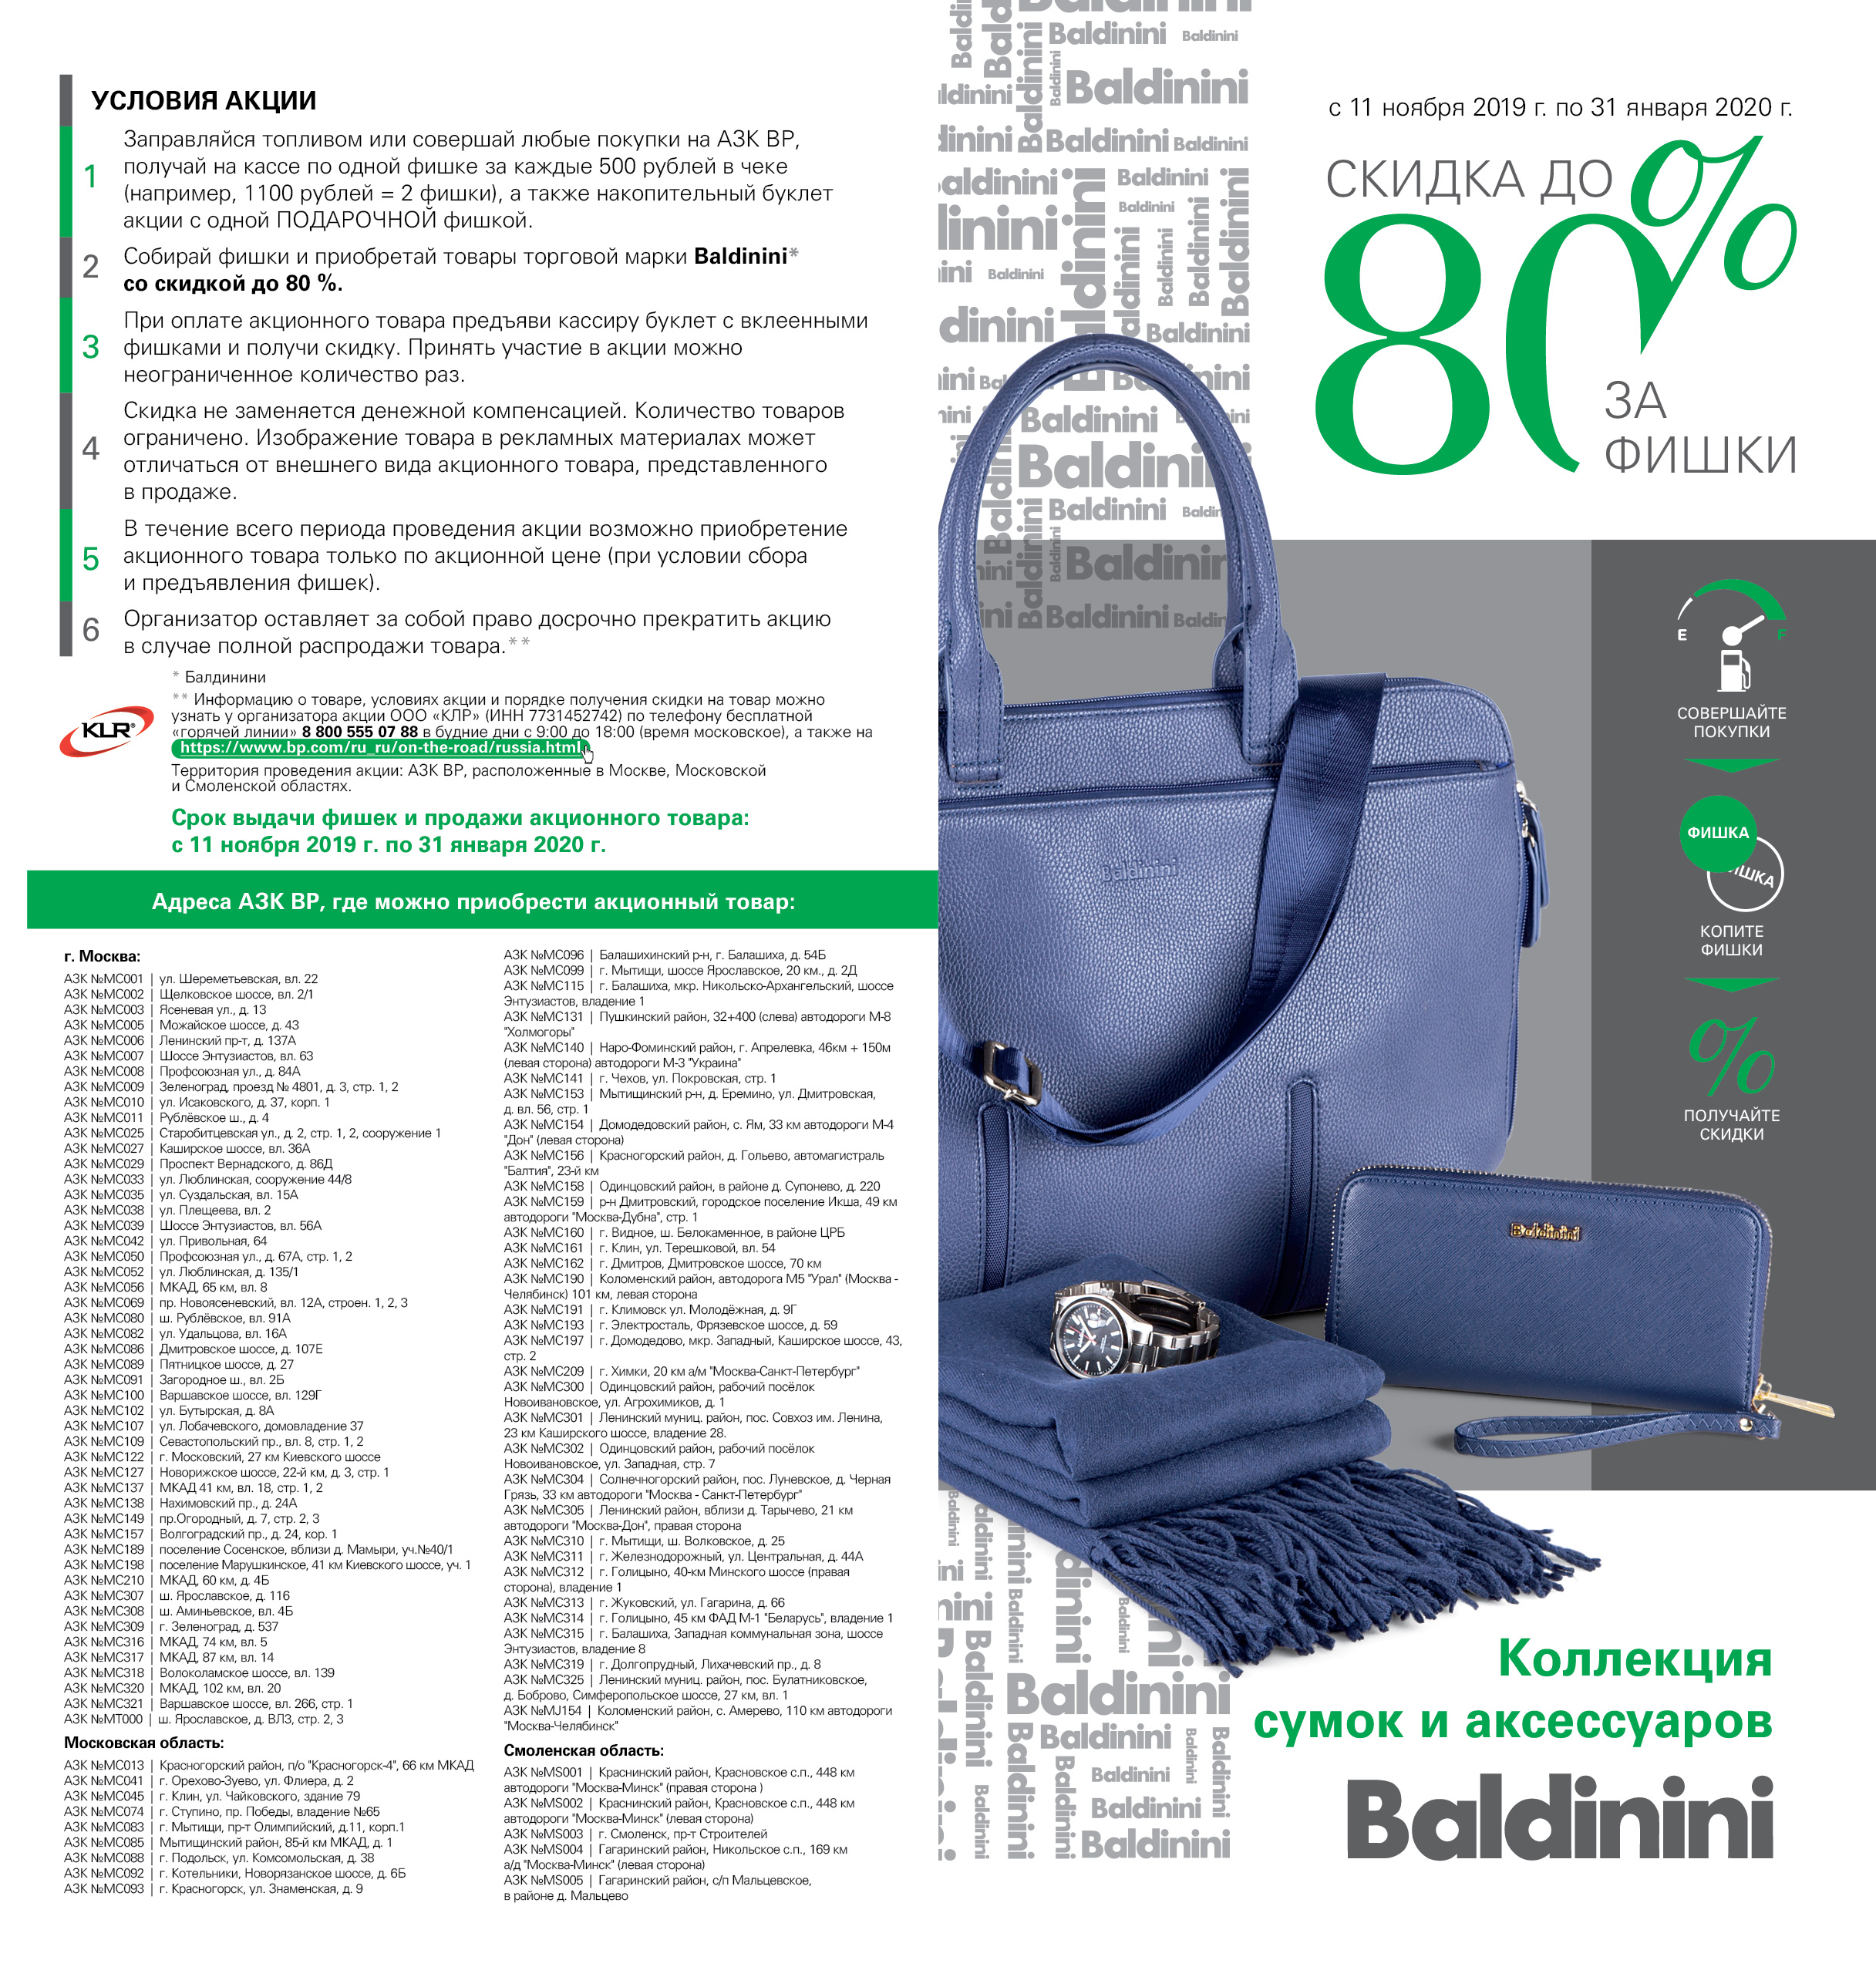 УСЛОВИЯ АКЦИИ
1
Заправляйся топливом или совершай любые покупки на АЗК BP,
получай на кассе по одной фишке за каждые 500 рублей в чеке
(например, 1100 рублей = 2 фишки), а также накопительный буклет
акции с одной ПОДАРОЧНОЙ фишкой.
2
Собирай фишки и приобретай товары торговой марки Baldinini*
со скидкой до 80 %.
3
При оплате акционного товара предъяви кассиру буклет с вклеенными
фишками и получи скидку. Принять участие в акции можно
неограниченное количество раз.
4
Скидка не заменяется денежной компенсацией. Количество товаров
ограничено. Изображение товара в рекламных материалах может
отличаться от внешнего вида акционного товара, представленного
в продаже.
5
В течение всего периода проведения акции возможно приобретение
акционного товара только по акционной цене (при условии сбора
и предъявления фишек).
6
Организатор оставляет за собой право досрочно прекратить акцию
в случае полной распродажи товара.**
* Балдинини
** Информацию о товаре, условиях акции и порядке получения скидки на товар можно
узнать у организатора акции ООО «КЛР» (ИНН 7731452742) по телефону бесплатной
«горячей линии» 8 800 555 07 88 в будние дни с 9:00 до 18:00 (время московское), а также на
https://www.bp.com/ru_ru/on-the-road/russia.html
KLR®
Территория проведения акции: АЗК BP, расположенные в Москве, Московской
и Смоленской областях.
Срок выдачи фишек и продажи акционного товара:
с 11 ноября 2019 г. по 31 января 2020 г.
Адреса АЗК BP, где можно приобрести акционный товар:
г. Москва:
АЗК №MC001 | ул. Шереметьевская, вл. 22
АЗК №MC002 | Щелковское шоссе, вл. 2/1
АЗК №MC003 | Ясеневая ул., д. 13
АЗК №MC005 | Можайское шоссе, д. 43
АЗК №MC006 | Ленинский пр-т, д. 137А
АЗК №MC007 | Шоссе Энтузиастов, вл. 63
АЗК №MC008 | Профсоюзная ул., д. 84А
АЗК №MC009 | Зеленоград, проезд № 4801, д. 3, стр. 1, 2
АЗК №MC010 | ул. Исаковского, д. 37, корп. 1
АЗК №MC011 | Рублёвское ш., д. 4
АЗК №MC025 | Старобитцевская ул., д. 2, стр. 1, 2, сооружение 1
АЗК №MC027 | Каширское шоссе, вл. 36А
АЗК №MC029 | Проспект Вернадского, д. 86Д
АЗК №MC033 | ул. Люблинская, сооружение 44/8
АЗК №MC035 | ул. Суздальская, вл. 15А
АЗК №MC038 | ул. Плещеева, вл. 2
АЗК №MC039 | Шоссе Энтузиастов, вл. 56А
АЗК №MC042 | ул. Привольная, 64
АЗК №MC050 | Профсоюзная ул., д. 67А, стр. 1, 2
АЗК №MC052 | ул. Люблинская, д. 135/1
АЗК №MC056 | МКАД, 65 км, вл. 8
АЗК №MC069 | пр. Новоясеневский, вл. 12А, строен. 1, 2, 3
АЗК №MC080 | ш. Рублёвское, вл. 91А
АЗК №MC082 | ул. Удальцова, вл. 16А
АЗК №MC086 | Дмитровское шоссе, д. 107Е
АЗК №MC089 | Пятницкое шоссе, д. 27
АЗК №MC091 | Загородное ш., вл. 2Б
АЗК №MC100 | Варшавское шоссе, вл. 129Г
АЗК №MC102 | ул. Бутырская, д. 8А
АЗК №MC107 | ул. Лобачевского, домовладение 37
АЗК №MC109 | Севастопольский пр., вл. 8, стр. 1, 2
АЗК №MC122 | г. Московский, 27 км Киевского шоссе
АЗК №MC127 | Новорижское шоссе, 22-й км, д. 3, стр. 1
АЗК №MC137 | МКАД 41 км, вл. 18, стр. 1, 2
АЗК №MC138 | Нахимовский пр., д. 24А
АЗК №MC149 | пр.Огородный, д. 7, стр. 2, 3
АЗК №MC157 | Волгоградский пр., д. 24, кор. 1
АЗК №MC189 | поселение Сосенское, вблизи д. Мамыри, уч.№40/1
АЗК №MC198 | поселение Марушкинское, 41 км Киевского шоссе, уч. 1
АЗК №MC210 | МКАД, 60 км, д. 4Б
АЗК №MC307 | ш. Ярославское, д. 116
АЗК №MC308 | ш. Аминьевское, вл. 4Б
АЗК №MC309 | г. Зеленоград, д. 537
АЗК №MC316 | МКАД, 74 км, вл. 5
АЗК №MC317 | МКАД, 87 км, вл. 14
АЗК №MC318 | Волоколамское шоссе, вл. 139
АЗК №MC320 | МКАД, 102 км, вл. 20
АЗК №MC321 | Варшавское шоссе, вл. 266, стр. 1
АЗК №MT000 | ш. Ярославское, д. ВЛ3, стр. 2, 3
Московская область:
АЗК №MC013 | Красногорский район, п/о "Красногорск-4", 66 км МКАД
АЗК №MC041 | г. Орехово-Зуево, ул. Флиера, д. 2
АЗК №MC045 | г. Клин, ул. Чайковского, здание 79
АЗК №MC074 | г. Ступино, пр. Победы, владение №65
АЗК №MC083 | г. Мытищи, пр-т Олимпийский, д.11, корп.1
АЗК №MC085 | Мытищинский район, 85-й км МКАД, д. 1
АЗК №MC088 | г. Подольск, ул. Комсомольская, д. 38
АЗК №MC092 | г. Котельники, Новорязанское шоссе, д. 6Б
АЗК №MC093 | г. Красногорск, ул. Знаменская, д. 9
АЗК №MC096 | Балашихинский р-н, г. Балашиха, д. 54Б
АЗК №MC099 | г. Мытищи, шоссе Ярославское, 20 км., д. 2Д
АЗК №MC115 | г. Балашиха, мкр. Никольско-Архангельский, шоссе
Энтузиастов, владение 1
АЗК №MC131 | Пушкинский район, 32+400 (слева) автодороги М-8
"Холмогоры"
АЗК №MC140 | Наро-Фоминский район, г. Апрелевка, 46км + 150м
(левая сторона) автодороги М-3 "Украина"
АЗК №MC141 | г. Чехов, ул. Покровская, стр. 1
АЗК №MC153 | Мытищинский р-н, д. Еремино, ул. Дмитровская,
д. вл. 56, стр. 1
АЗК №MC154 | Домодедовский район, с. Ям, 33 км автодороги М-4
"Дон" (левая сторона)
АЗК №MC156 | Красногорский район, д. Гольево, автомагистраль
"Балтия", 23-й км
АЗК №MC158 | Одинцовский район, в районе д. Супонево, д. 220
АЗК №MC159 | р-н Дмитровский, городское поселение Икша, 49 км
автодороги "Москва-Дубна", стр. 1
АЗК №MC160 | г. Видное, ш. Белокаменное, в районе ЦРБ
АЗК №MC161 | г. Клин, ул. Терешковой, вл. 54
АЗК №MC162 | г. Дмитров, Дмитровское шоссе, 70 км
АЗК №MC190 | Коломенский район, автодорога М5 "Урал" (Москва -
Челябинск) 101 км, левая сторона
АЗК №MC191 | г. Климовск ул. Молодёжная, д. 9Г
АЗК №MC193 | г. Электросталь, Фрязевское шоссе, д. 59
АЗК №MC197 | г. Домодедово, мкр. Западный, Каширское шоссе, 43,
стр. 2
АЗК №MC209 | г. Химки, 20 км а/м "Москва-Санкт-Петербург"
АЗК №MC300 | Одинцовский район, рабочий посёлок
Новоивановское, ул. Агрохимиков, д. 1
АЗК №MC301 | Ленинский муниц. район, пос. Совхоз им. Ленина,
23 км Каширского шоссе, владение 28.
АЗК №MC302 | Одинцовский район, рабочий посёлок
Новоивановское, ул. Западная, стр. 7
АЗК №MC304 | Солнечногорский район, пос. Луневское, д. Черная
Грязь, 33 км автодороги "Москва - Санкт-Петербург"
АЗК №MC305 | Ленинский район, вблизи д. Тарычево, 21 км
автодороги "Москва-Дон", правая сторона
АЗК №MC310 | г. Мытищи, ш. Волковское, д. 25
АЗК №MC311 | г. Железнодорожный, ул. Центральная, д. 44А
АЗК №MC312 | г. Голицыно, 40-км Минского шоссе (правая
сторона), владение 1
АЗК №MC313 | г. Жуковский, ул. Гагарина, д. 66
АЗК №MC314 | г. Голицыно, 45 км ФАД М-1 "Беларусь", владение 1
АЗК №MC315 | г. Балашиха, Западная коммунальная зона, шоссе
Энтузиастов, владение 8
АЗК №MC319 | г. Долгопрудный, Лихачевский пр., д. 8
АЗК №MC325 | Ленинский муниц. район, пос. Булатниковское,
д. Боброво, Симферопольское шоссе, 27 км, вл. 1
АЗК №MJ154 | Коломенский район, с. Амерево, 110 км автодороги
"Москва-Челябинск"
Смоленская область:
АЗК №MS001 | Краснинский район, Красновское с.п., 448 км
автодороги "Москва-Минск" (правая сторона )
АЗК №MS002 | Краснинский район, Красновское с.п., 448 км
автодороги "Москва-Минск" (левая сторона)
АЗК №MS003 | г. Смоленск, пр-т Строителей
АЗК №MS004 | Гагаринский район, Никольское с.п., 169 км
а/д "Москва-Минск" (левая сторона)
АЗК №MS005 | Гагаринский район, с/п Мальцевское,
в районе д. Мальцево
с 11 ноября 2019 г. по 31 января 2020 г.
СКИДКА ДО
80%
ЗА
ФИШКИ
E F
СОВЕРШАЙТЕ
ПОКУПКИ
ФИШКА
ИШКА
КОПИТЕ
ФИШКИ
%
ПОЛУЧАЙТЕ
СКИДКИ
Baldinini
Baldinini
Коллекция
сумок и аксессуаров
Baldinini